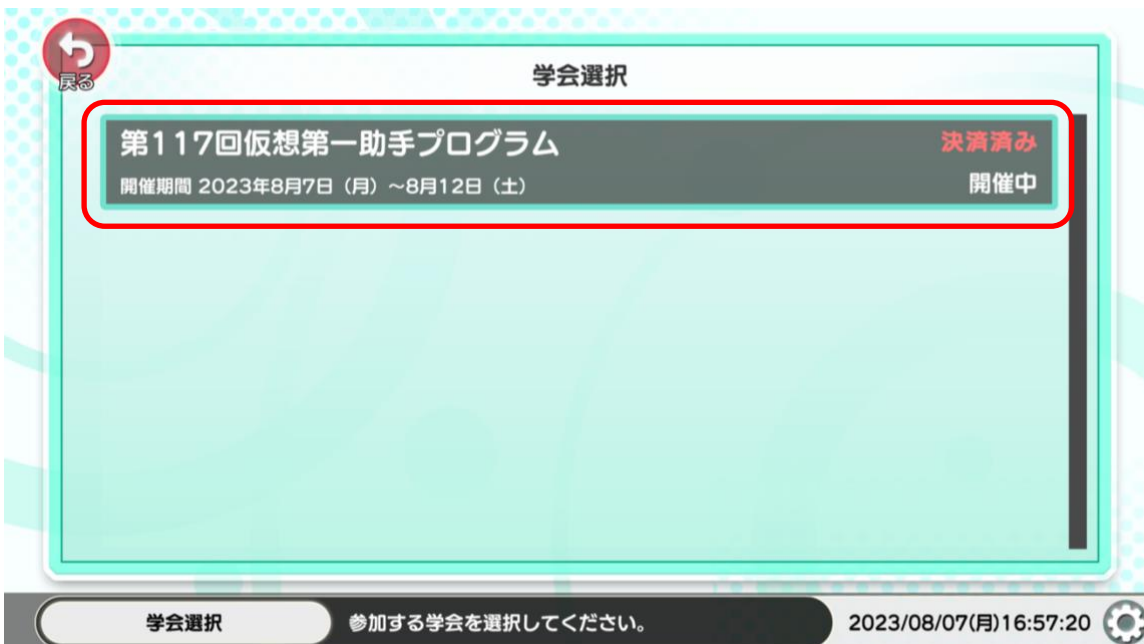 戻る
学会選択
第117回仮想第一助手プログラム
決済済み
開催期間 2023年8月7日（月）～8月12日（土）
開催中
学会選択
参加する学会を選択してください。
2023/08/07(月)16:57:20